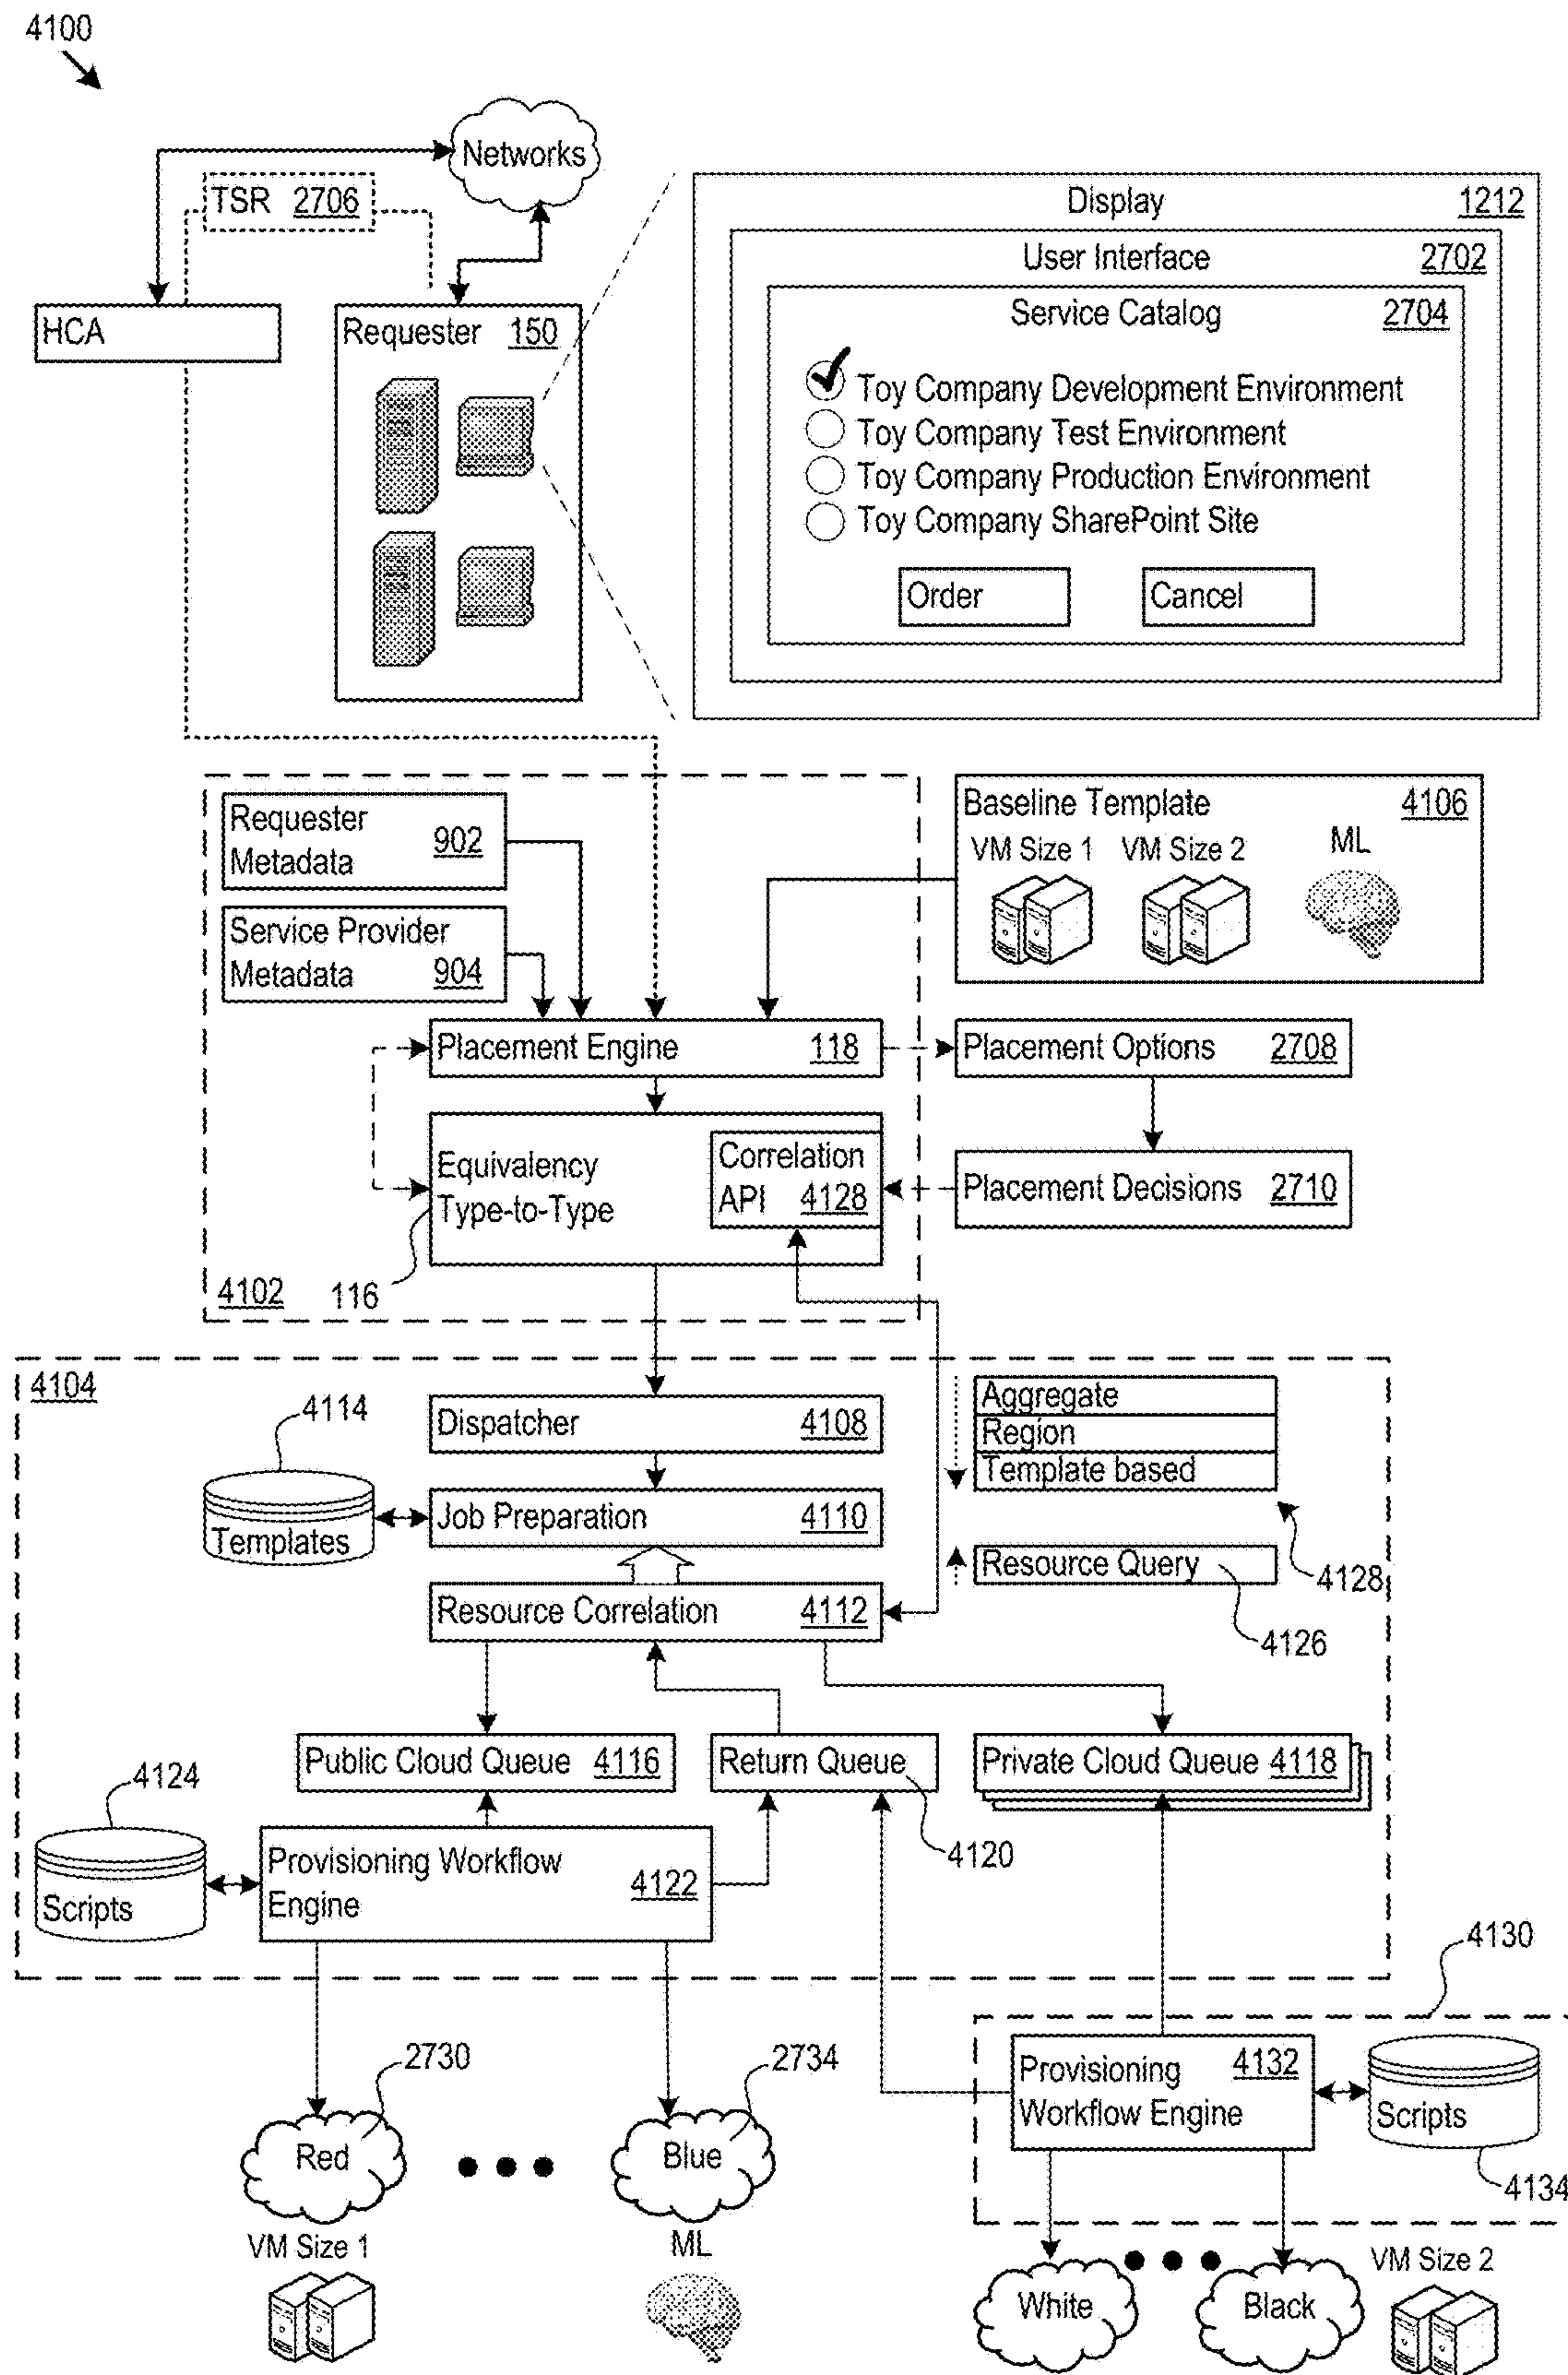 4100
Networks
TSR 2706
HCA
Requester 150
Display 1212
User Interface 2702
Service Catalog 2704
Toy Company Development Environment
Toy Company Test Environment
Toy Company Production Environment
Toy Company SharePoint Site
Order
Cancel
Requester
Metadata
902
Service Provider
Metadata
904
Baseline Template 4106
VM Size 1
VM Size 2
ML
Placement Engine 118
Placement Options 2708
Equivalency
Type-to-Type
Correlation
API 4128
Placement Decisions 2710
4102
116
4104
4114
Templates
Dispatcher 4108
Job Preparation 4110
Resource Correlation 4112
Aggregate
Region
Template based
Resource Query
4128
4126
Public Cloud Queue 4116
Return Queue
Private Cloud Queue 4118
4124
Scripts
Provisioning Workflow
Engine
4122
4120
4130
2730
Red
2734
Blue
Provisioning
Workflow Engine
4132
Scripts
4134
VM Size 1
ML
White
Black
VM Size 2